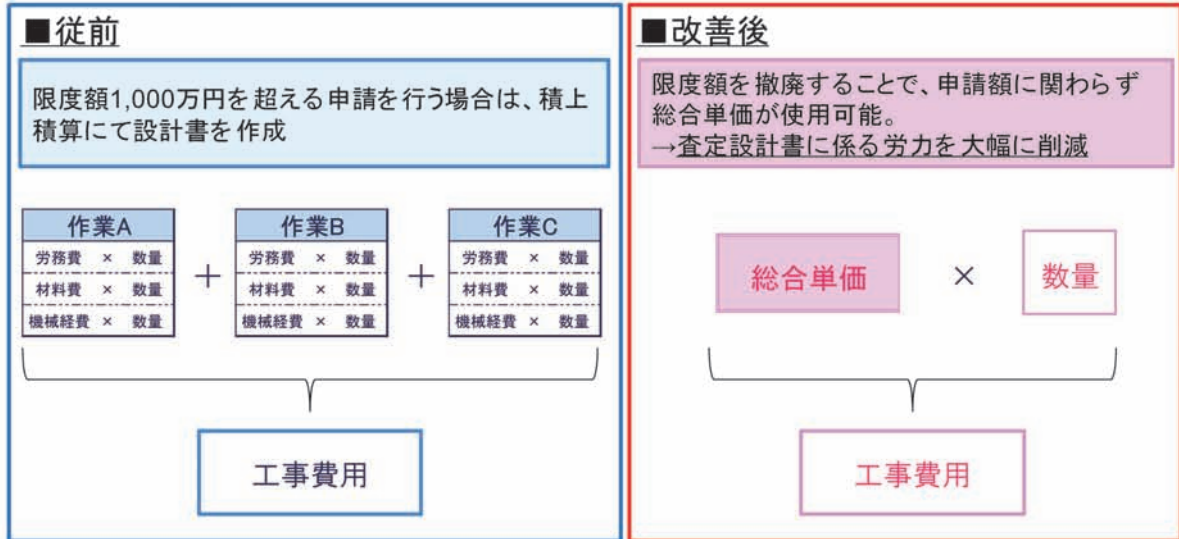 ■従前
限度額1,000万円を超える申請を行う場合は、積上
積算にて設計書を作成
作業A
労務費 × 数量
材料費 × 数量
機械経費 × 数量
＋
作業B
労務費 × 数量
材料費 × 数量
機械経費 × 数量
＋
作業C
労務費 × 数量
材料費 × 数量
機械経費 × 数量
工事費用
■改善後
限度額を撤廃することで、申請額に関わらず
総合単価が使用可能。
→査定設計書に係る労力を大幅に削減
総合単価 × 数量
工事費用